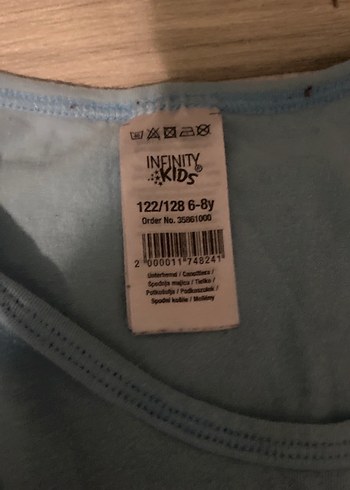 INFINITY
KIDS®
122/128 6-8y
Order No. 35861000
2 000011 748241
Unterhemd / Canottiera /
Spodnja majica / Tielko /
Potkošulja / Podkoszulek /
Spodní košile / Maiéury